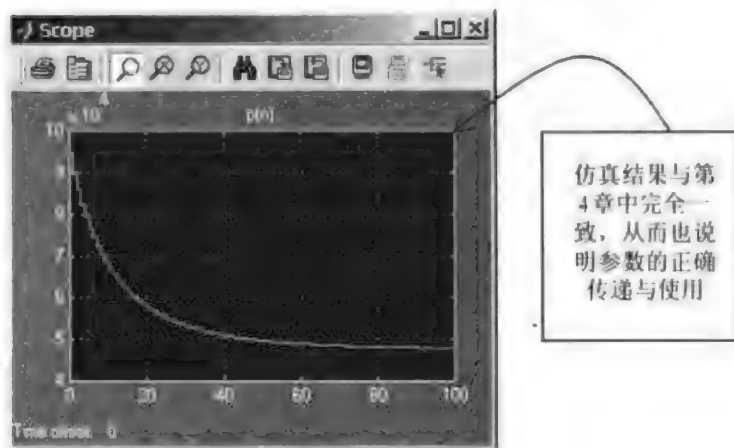 Scope
x 10
4
p(n)
10
9
8
7
6
5
4
0
20
40
60
80
100
Time offset: 0
仿真结果与第
4章中完全一
致，从而也说
明参数的正确
传递与使用